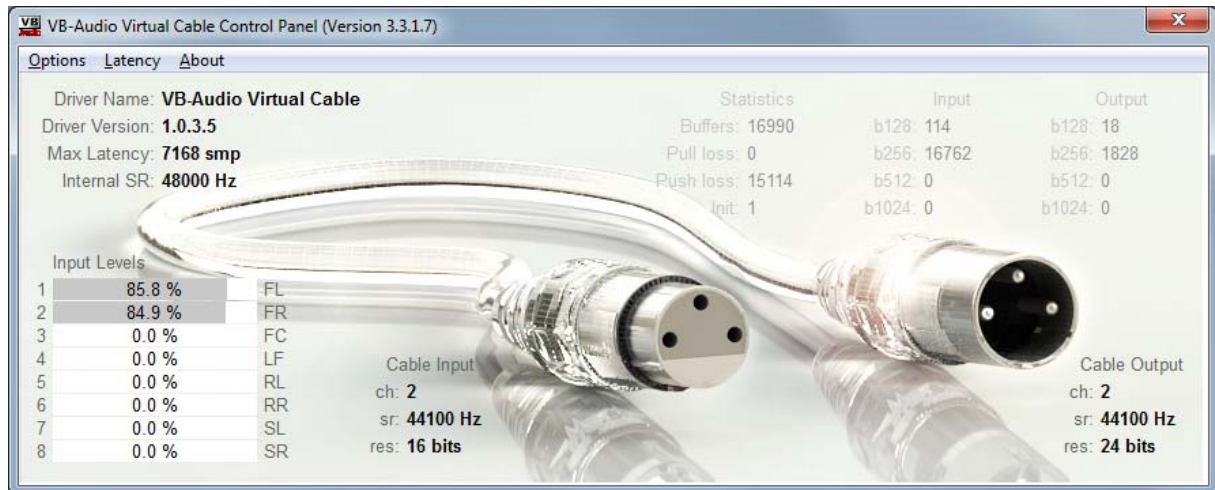 VB-Audio Virtual Cable Control Panel (Version 3.3.1.7)
Options Latency About
Driver Name: VB-Audio Virtual Cable
Driver Version: 1.0.3.5
Max Latency: 7168 smp
Internal SR: 48000 Hz
Statistics Input Output
Buffers: 16990 b128: 114 b128: 18
Pull loss: 0 b256: 16762 b256: 1828
Push loss: 15114 b512: 0 b512: 0
Init: 1 b1024: 0 b1024: 0
Input Levels
1 85.8 % FL
2 84.9 % FR
3 0.0 % FC
4 0.0 % LF
5 0.0 % RL
6 0.0 % RR
7 0.0 % SL
8 0.0 % SR
Cable Input
ch: 2
sr: 44100 Hz
res: 16 bits
Cable Output
ch: 2
sr: 44100 Hz
res: 24 bits